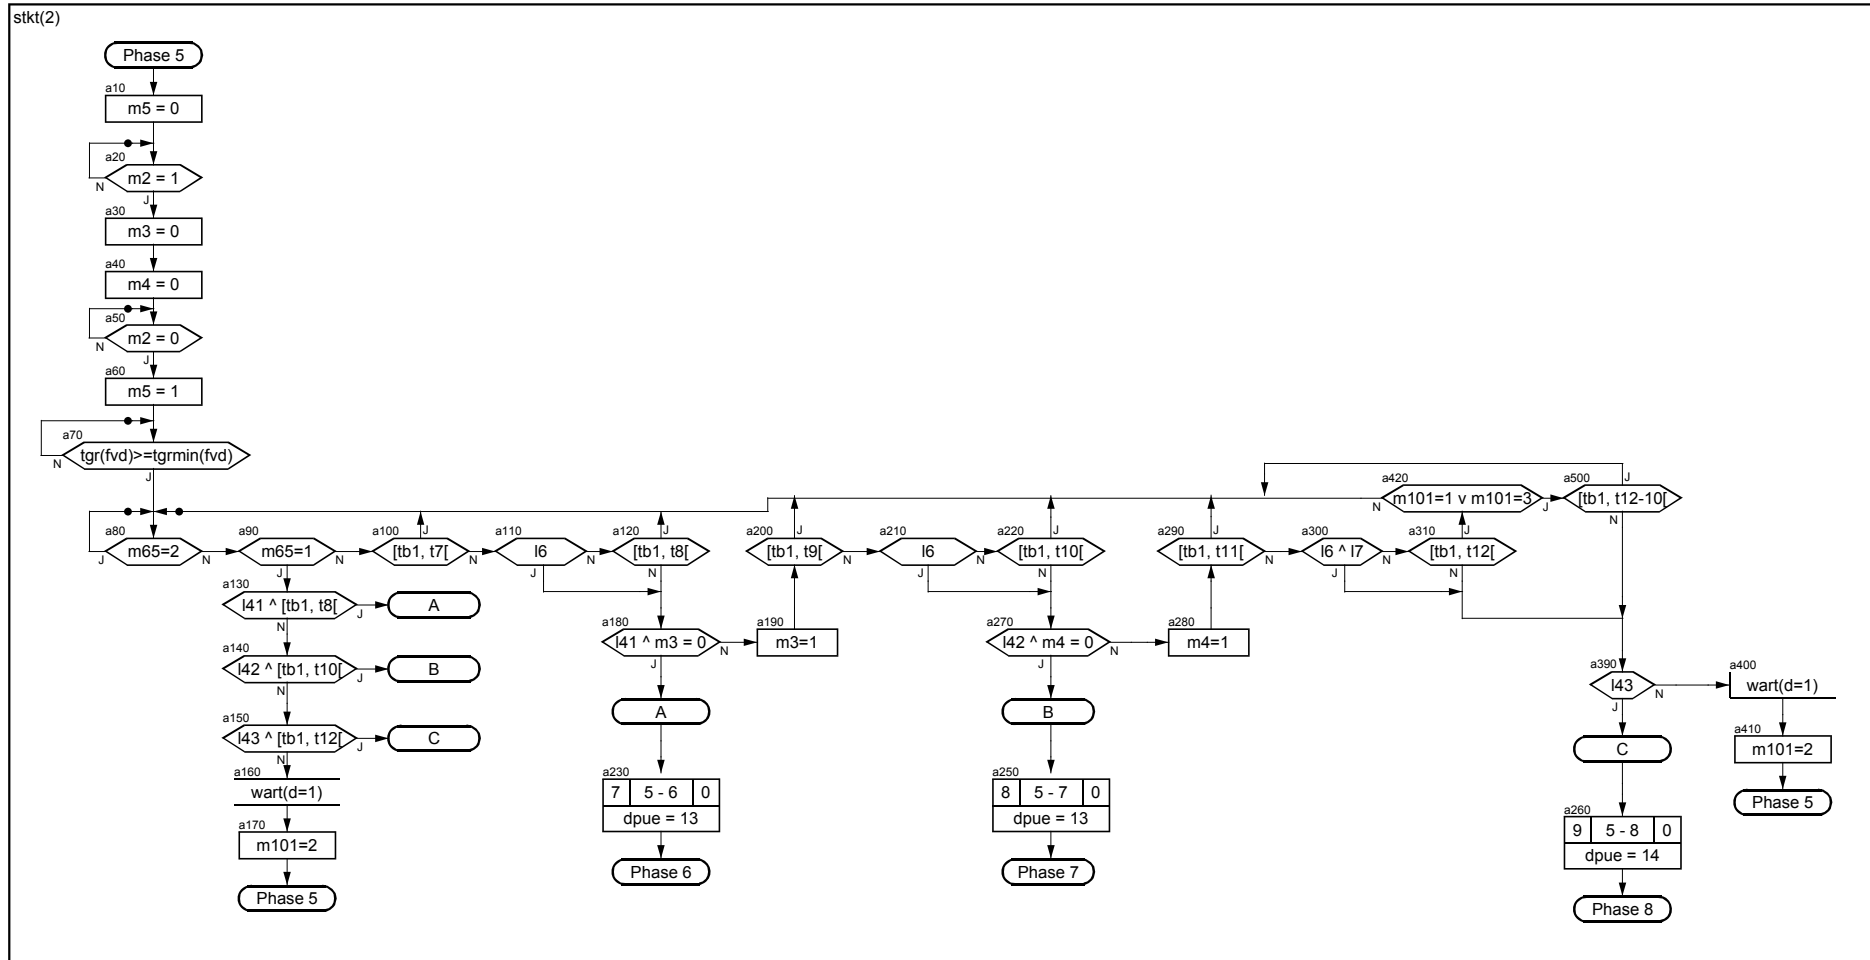 stkt(2)
Phase 5
a10
m5 = 0
a20
m2 = 1
N
J
a30
m3 = 0
a40
m4 = 0
a50
m2 = 0
N
J
a60
m5 = 1
a70
tgr(fvd)>=tgrmin(fvd)
N
J
a80
m65=2
J
N
a90
m65=1
N
J
a100
[tb1, t7[
J
N
a110
l6
N
J
a120
[tb1, t8[
J
N
a200
[tb1, t9[
J
N
a210
l6
N
J
a220
[tb1, t10[
J
N
a290
[tb1, t11[
J
N
a300
l6 ^ l7
N
J
a310
[tb1, t12[
J
N
a420
m101=1 v m101=3
N
J
a500
[tb1, t12-10[
J
N
a130
l41 ^ [tb1, t8[
J
N
A
a140
l42 ^ [tb1, t10[
J
N
B
a150
l43 ^ [tb1, t12[
J
N
C
a160
wart(d=1)
a170
m101=2
Phase 5
a180
l41 ^ m3 = 0
N
J
a190
m3=1
A
a230
7 5 - 6 0
dpue = 13
Phase 6
a270
l42 ^ m4 = 0
N
J
a280
m4=1
B
a250
8 5 - 7 0
dpue = 13
Phase 7
a390
l43
N
J
a400
wart(d=1)
a410
m101=2
Phase 5
C
a260
9 5 - 8 0
dpue = 14
Phase 8